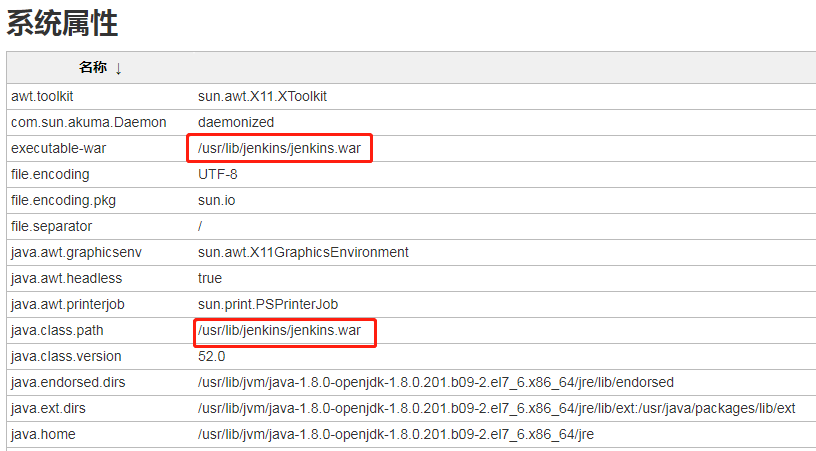 系统属性
名称 ↓
awt.toolkit sun.awt.X11.XToolkit
com.sun.akuma.Daemon daemonized
executable-war /usr/lib/jenkins/jenkins.war
file.encoding UTF-8
file.encoding.pkg sun.io
file.separator /
java.awt.graphicsenv sun.awt.X11GraphicsEnvironment
java.awt.headless true
java.awt.printerjob sun.print.PSPrinterJob
java.class.path /usr/lib/jenkins/jenkins.war
java.class.version 52.0
java.endorsed.dirs /usr/lib/jvm/java-1.8.0-openjdk-1.8.0.201.b09-2.el7_6.x86_64/jre/lib/endorsed
java.ext.dirs /usr/lib/jvm/java-1.8.0-openjdk-1.8.0.201.b09-2.el7_6.x86_64/jre/lib/ext:/usr/java/packages/lib/ext
java.home /usr/lib/jvm/java-1.8.0-openjdk-1.8.0.201.b09-2.el7_6.x86_64/jre